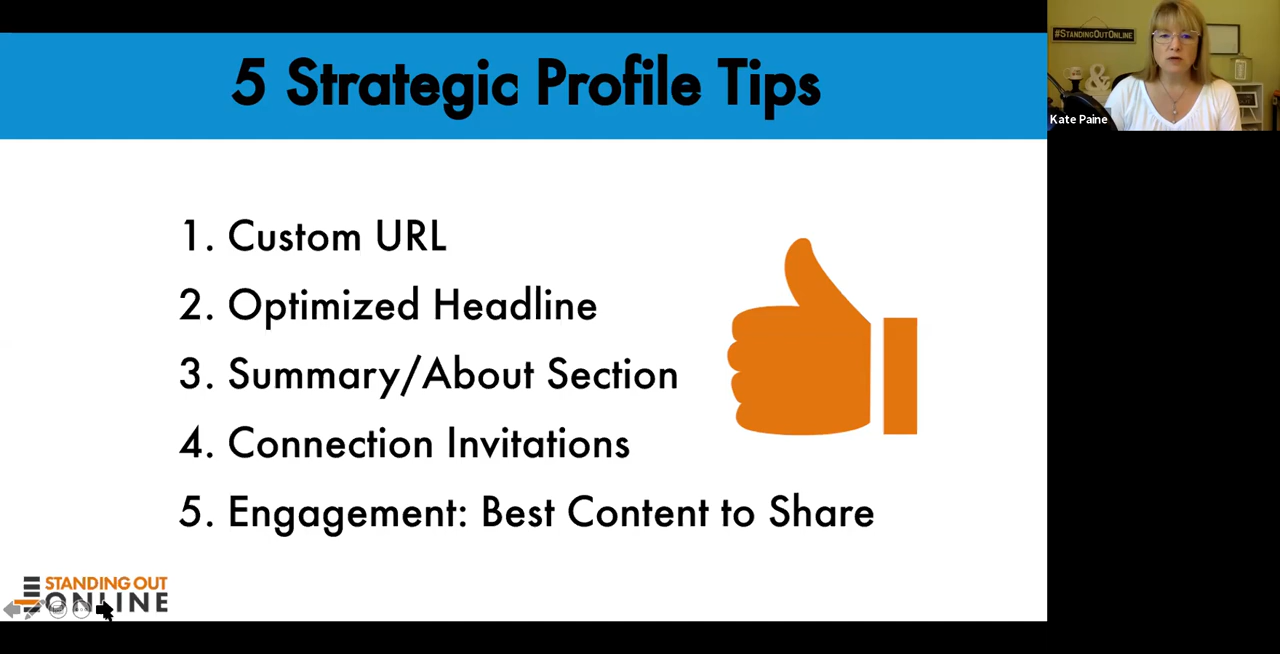 5 Strategic Profile Tips
1. Custom URL
2. Optimized Headline
3. Summary/About Section
4. Connection Invitations
5. Engagement: Best Content to Share
STANDING OUT
ONLINE
#STANDINGOUTONLINE
&
Kate Paine